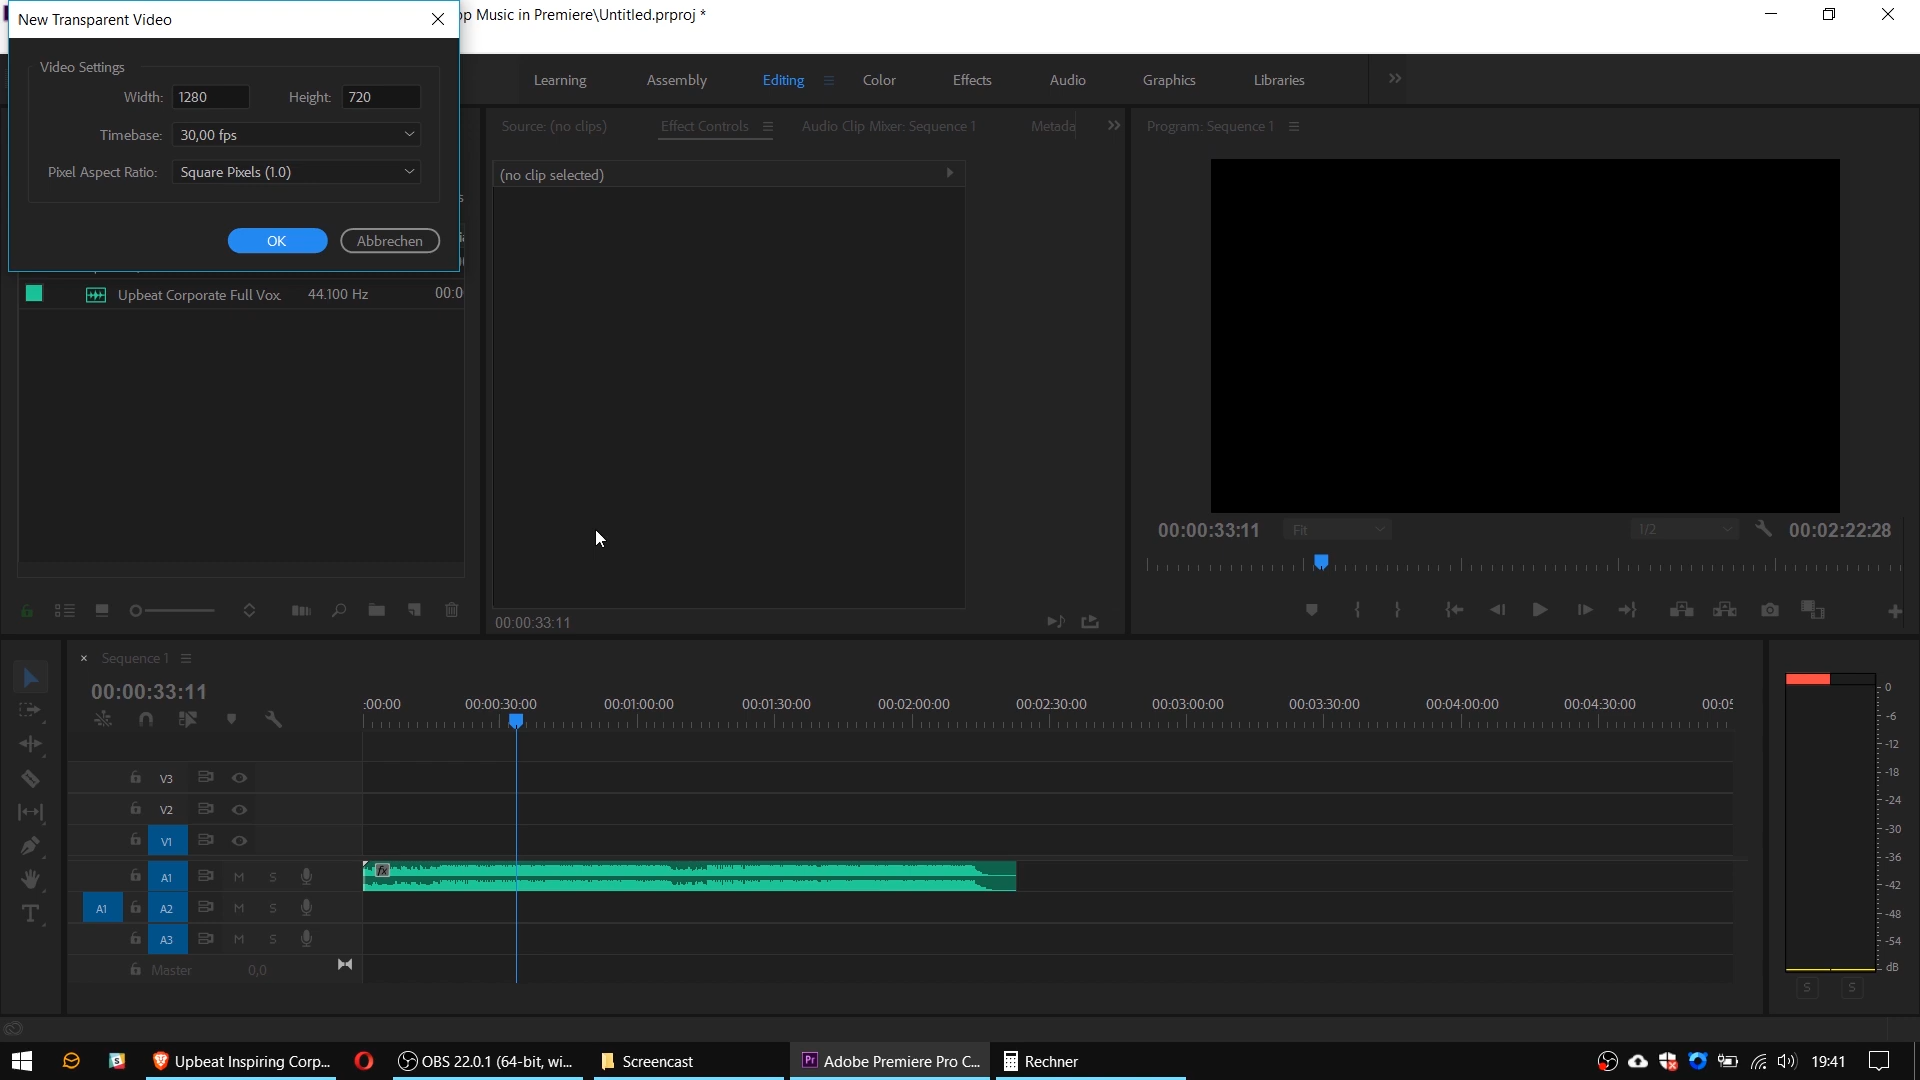 New Transparent Video
op Music in Premiere\Untitled.prproj *
Video Settings
Width: 1280 Height: 720
Timebase: 30,00 fps
Pixel Aspect Ratio: Square Pixels (1.0)
OK Abbrechen
Learning Assembly Editing Color Effects Audio Graphics Libraries
Source: (no clips) Effect Controls Audio Clip Mixer: Sequence 1 Metada
Program: Sequence 1
(no clip selected)
Upbeat Corporate Full Vox. 44.100 Hz 00:0
00:00:33:11
00:00:33:11 Fit 1/2 00:02:22:28
× Sequence 1
00:00:33:11
:00:00 00:00:30:00 00:01:00:00 00:01:30:00 00:02:00:00 00:02:30:00 00:03:00:00 00:03:30:00 00:04:00:00 00:04:30:00 00:05
V3
V2
V1
A1 M S
fx
A1 A2 M S
A3 M S
Master 0,0
0
-6
-12
-18
-24
-30
-36
-42
-48
-54
dB
S S
Upbeat Inspiring Corp...
OBS 22.0.1 (64-bit, wi...
Screencast
Pr Adobe Premiere Pro C...
Rechner
19:41